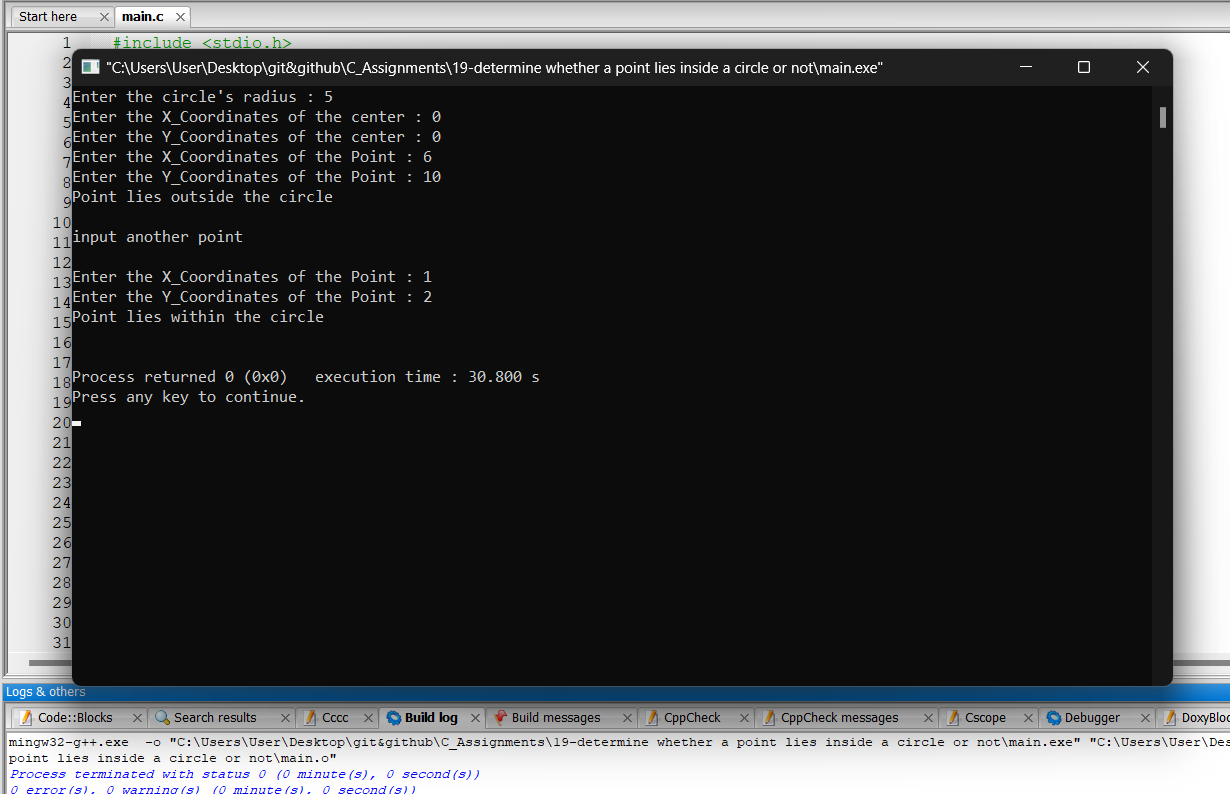 Start here
main.c
1 #include <stdio.h>
"C:\Users\User\Desktop\git&github\C_Assignments\19-determine whether a point lies inside a circle or not\main.exe"
2
3
4
5
6
7
8
9
10
11
12
13
14
15
16
17
18
19
20
21
22
23
24
25
26
27
28
29
30
31
Enter the circle's radius : 5
Enter the X_Coordinates of the center : 0
Enter the Y_Coordinates of the center : 0
Enter the X_Coordinates of the Point : 6
Enter the Y_Coordinates of the Point : 10
Point lies outside the circle
input another point
Enter the X_Coordinates of the Point : 1
Enter the Y_Coordinates of the Point : 2
Point lies within the circle
Process returned 0 (0x0)   execution time : 30.800 s
Press any key to continue.
Logs & others
Code::Blocks
Search results
Cccc
Build log
Build messages
CppCheck
CppCheck messages
Cscope
Debugger
DoxyBloc
mingw32-g++.exe  -o "C:\Users\User\Desktop\git&github\C_Assignments\19-determine whether a point lies inside a circle or not\main.exe" "C:\Users\User\Des
point lies inside a circle or not\main.o"
Process terminated with status 0 (0 minute(s), 0 second(s))
0 error(s), 0 warning(s) (0 minute(s), 0 second(s))